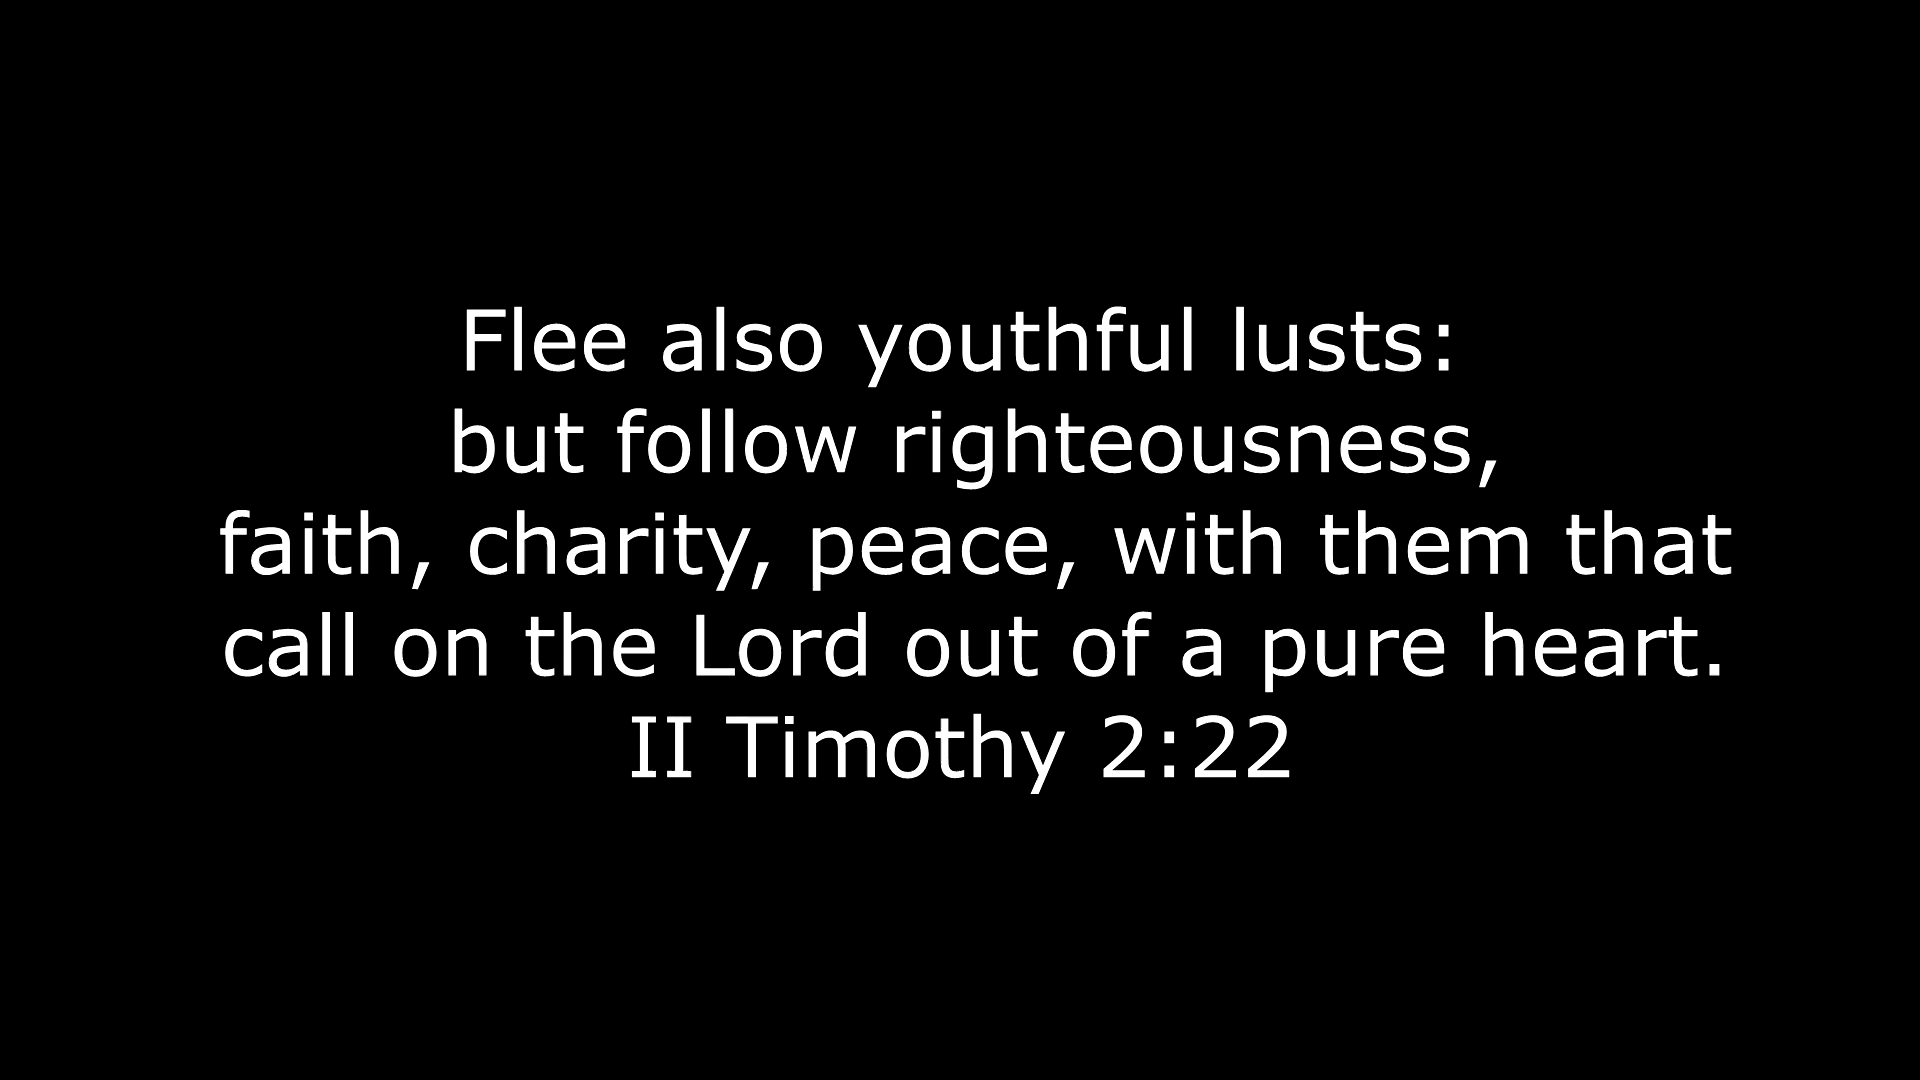 Flee also youthful lusts:
but follow righteousness,
faith, charity, peace, with them that
call on the Lord out of a pure heart.
II Timothy 2:22